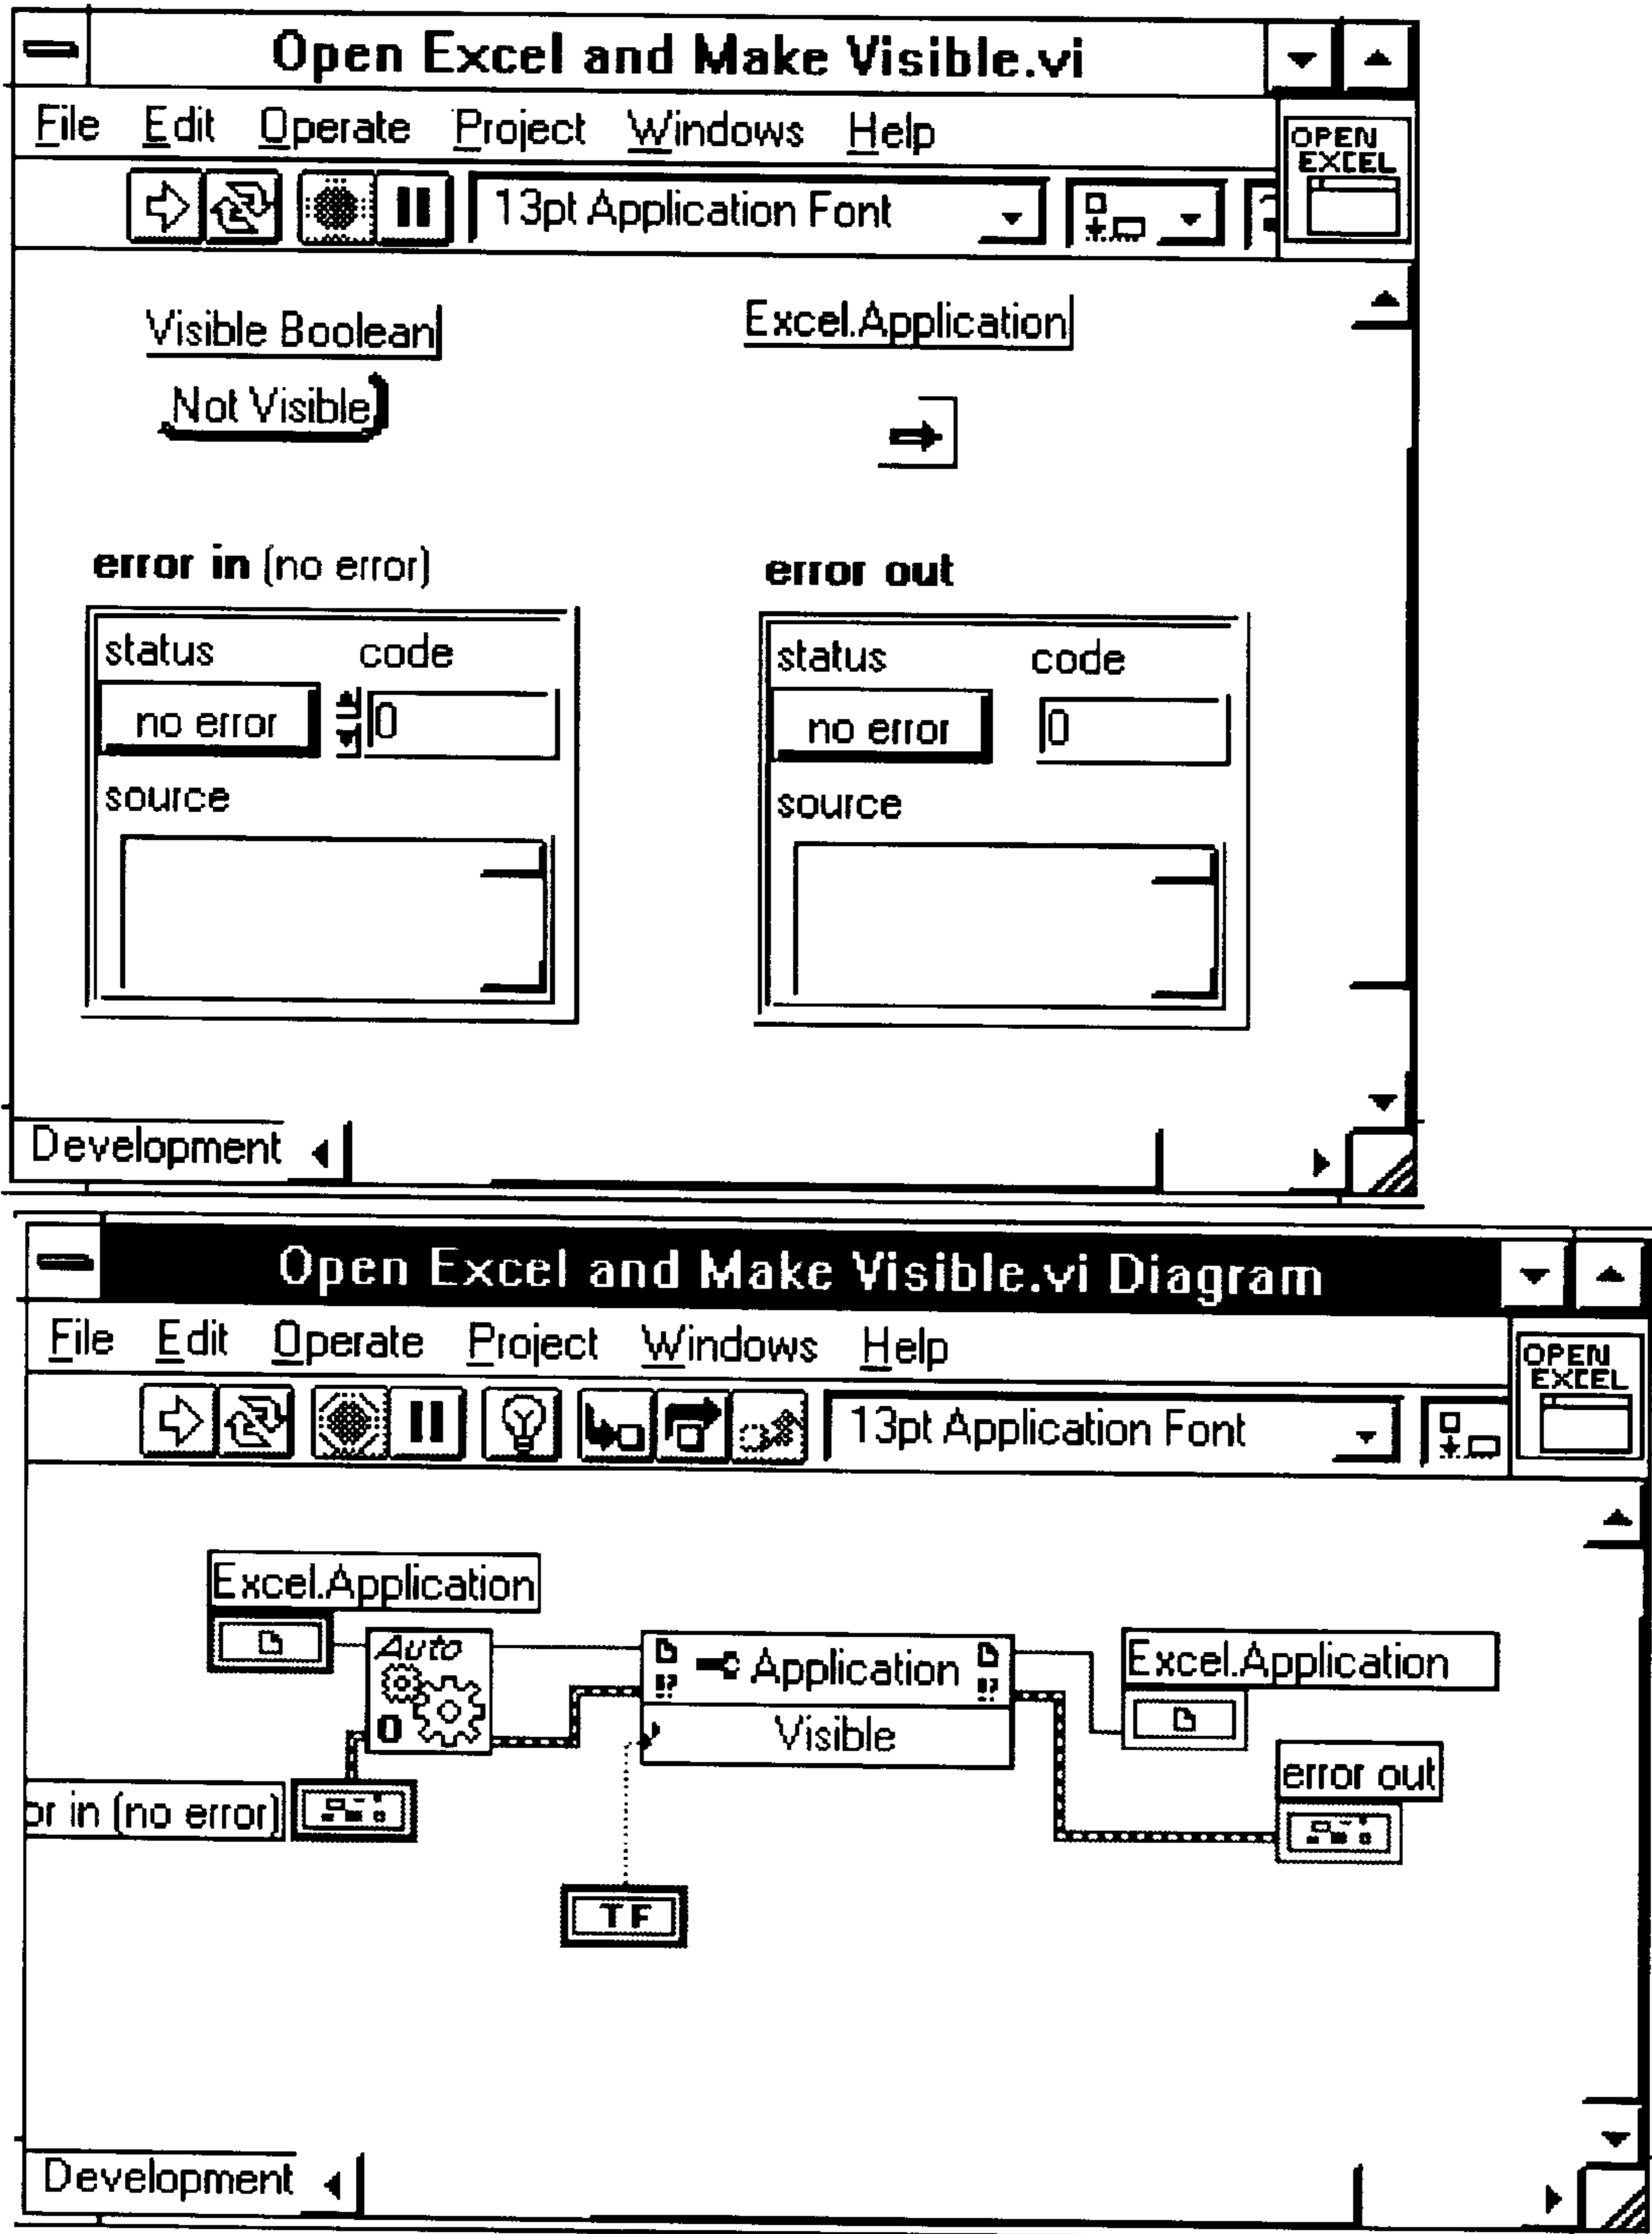 Open Excel and Make Visible.vi
File Edit Operate Project Windows Help
OPEN
EXCEL
13pt Application Font
Visible Boolean
Excel.Application
Not Visible
error in (no error)
error out
status code
status code
no error 0
no error 0
source
source
Development
Open Excel and Make Visible.vi Diagram
File Edit Operate Project Windows Help
OPEN
EXCEL
13pt Application Font
Excel.Application
Auto
Application
Excel.Application
Visible
error out
or in (no error)
TF
Development